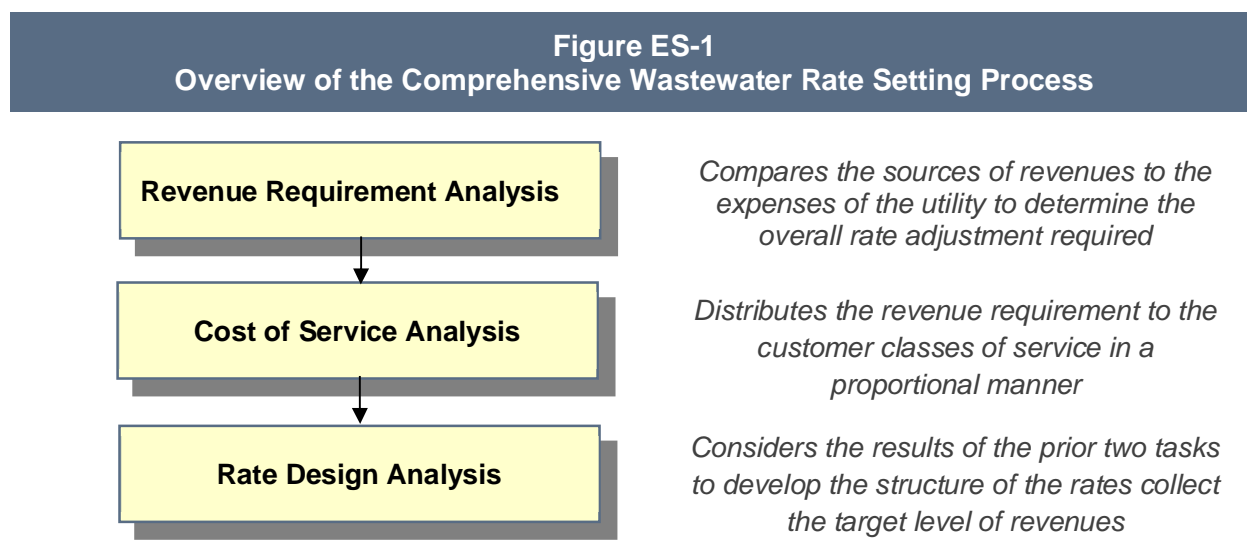 Figure ES-1
Overview of the Comprehensive Wastewater Rate Setting Process
Revenue Requirement Analysis
Compares the sources of revenues to the
expenses of the utility to determine the
overall rate adjustment required
Cost of Service Analysis
Distributes the revenue requirement to the
customer classes of service in a
proportional manner
Rate Design Analysis
Considers the results of the prior two tasks
to develop the structure of the rates collect
the target level of revenues